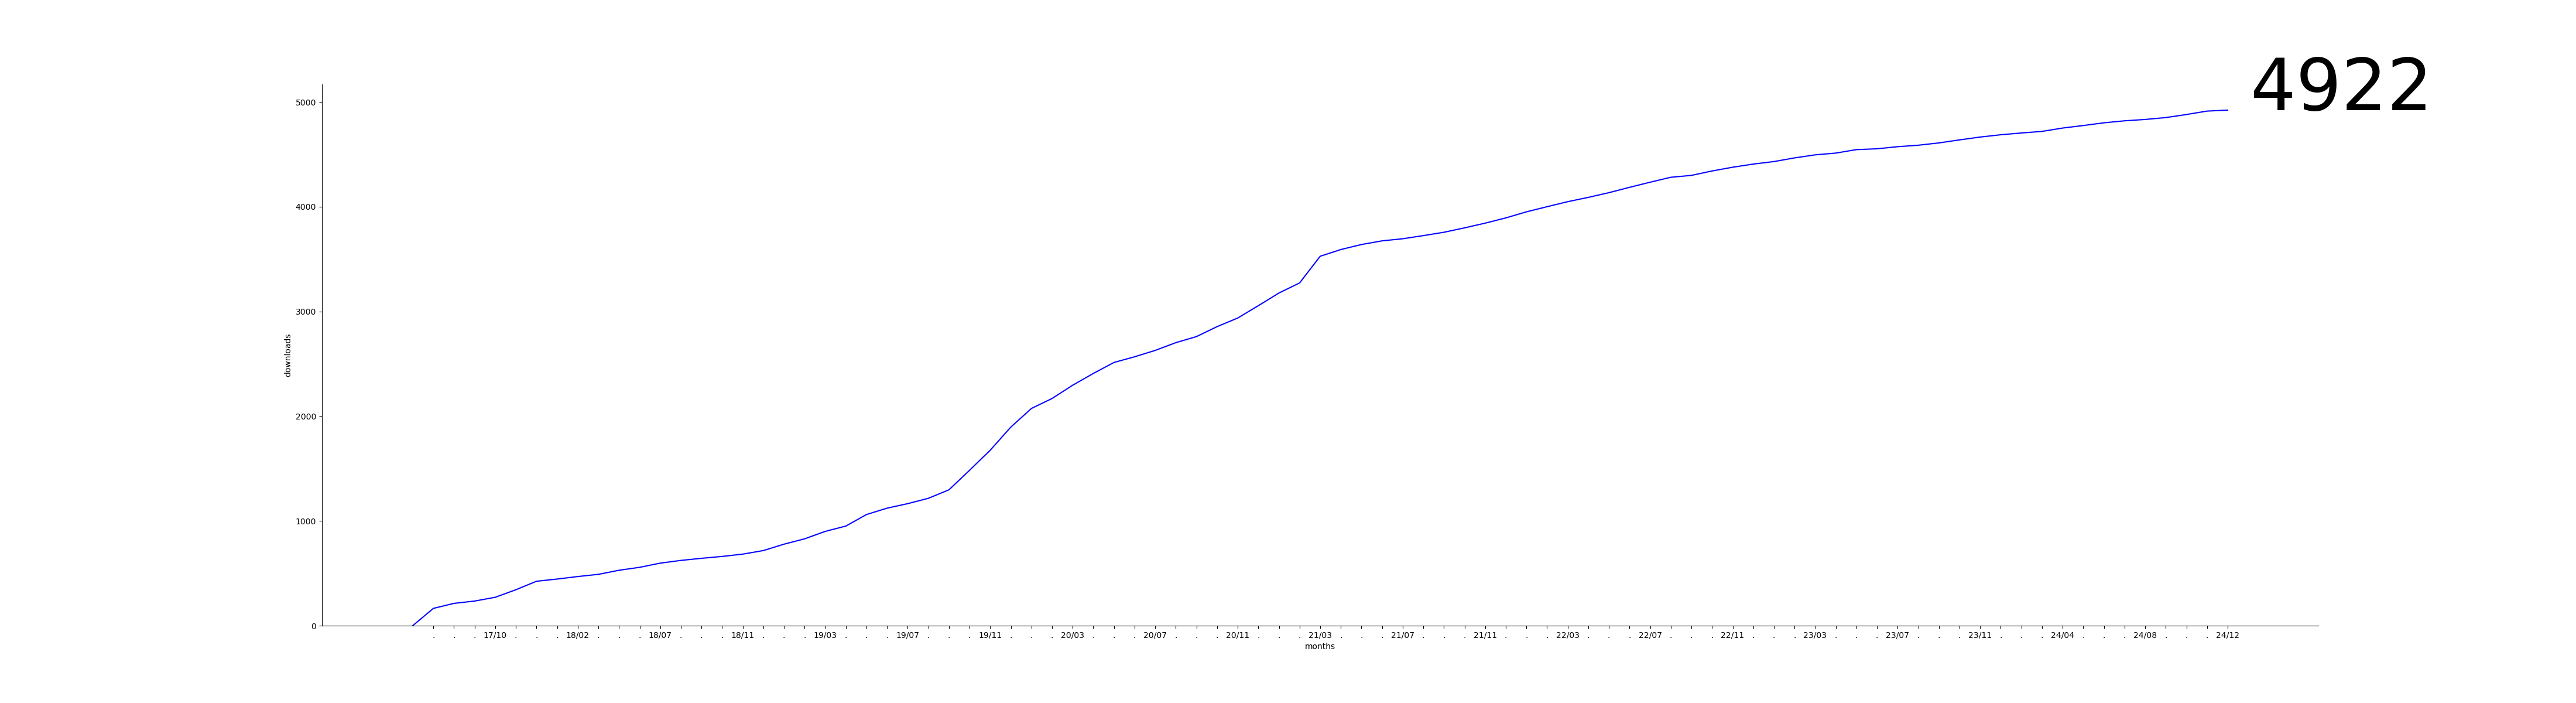 4922
5000
4000
3000
2000
1000
0
downloads
. . . 17/10 . . . 18/02 . . . 18/07 . . . 18/11 . . . 19/03 . . . 19/07 . . . 19/11 . . . 20/03 . . . 20/07 . . . 20/11 . . . 21/03 . . . 21/07 . . . 21/11 . . . 22/03 . . . 22/07 . . . 22/11 . . . 23/03 . . . 23/07 . . . 23/11 . . . 24/04 . . . 24/08 . . . 24/12
months